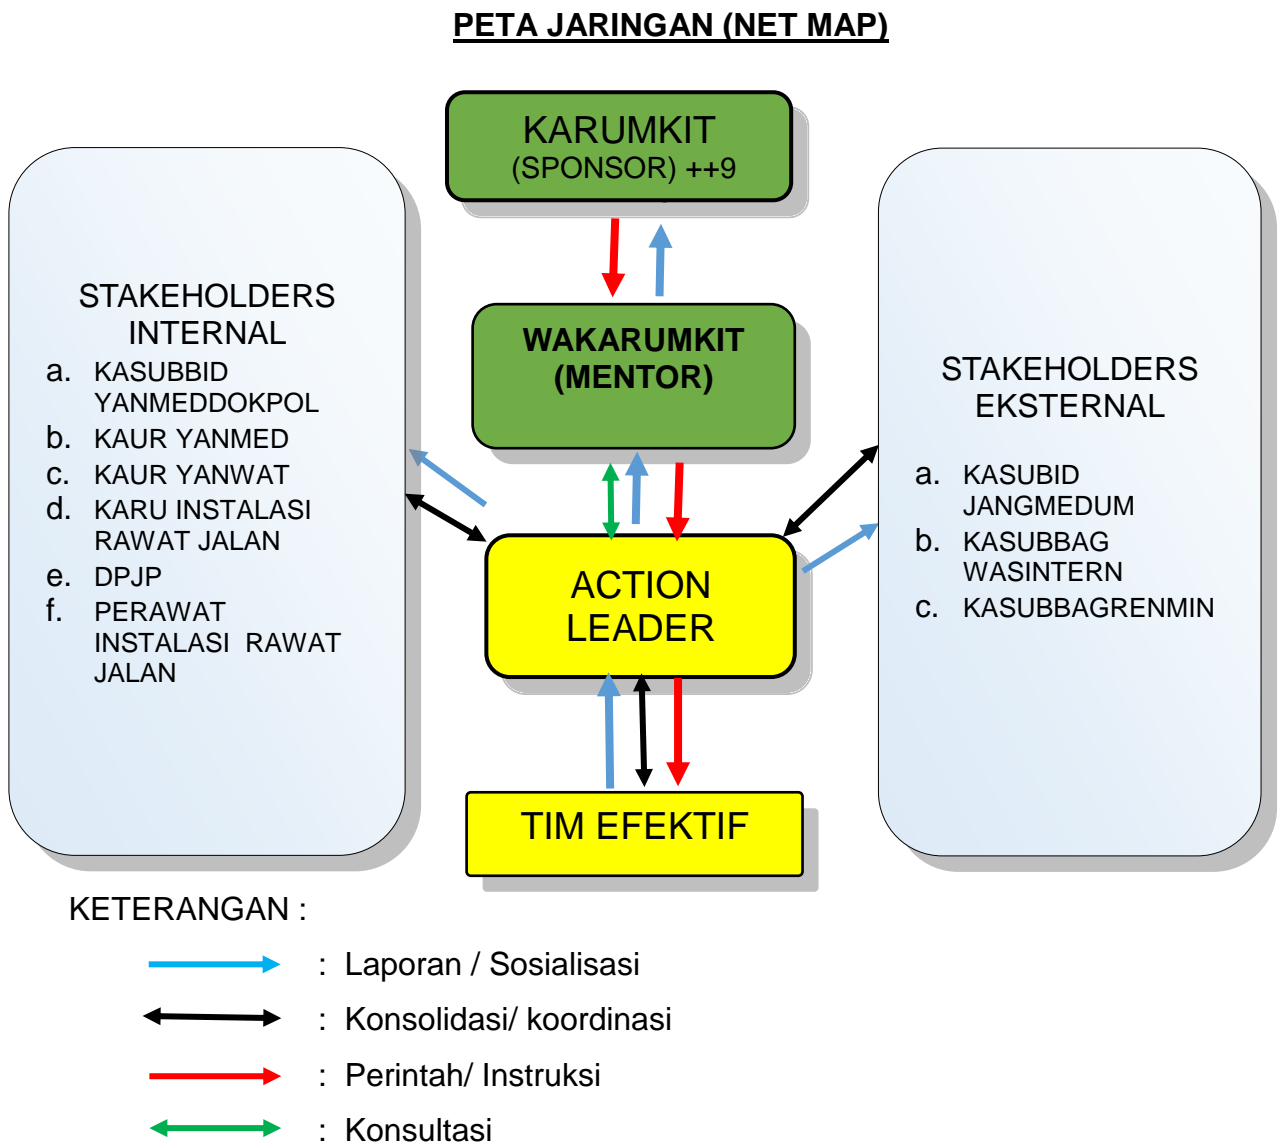 PETA JARINGAN (NET MAP)
KARUMKIT
(SPONSOR) ++9
WAKARUMKIT
(MENTOR)
STAKEHOLDERS
INTERNAL
a. KASUBBID
YANMEDDOKPOL
b. KAUR YANMED
c. KAUR YANWAT
d. KARU INSTALASI
RAWAT JALAN
e. DPJP
f. PERAWAT
INSTALASI RAWAT
JALAN
STAKEHOLDERS
EKSTERNAL
a. KASUBID
JANGMEDUM
b. KASUBBAG
WASINTERN
c. KASUBBAGRENMIN
ACTION
LEADER
TIM EFEKTIF
KETERANGAN :
: Laporan / Sosialisasi
: Konsolidasi/ koordinasi
: Perintah/ Instruksi
: Konsultasi